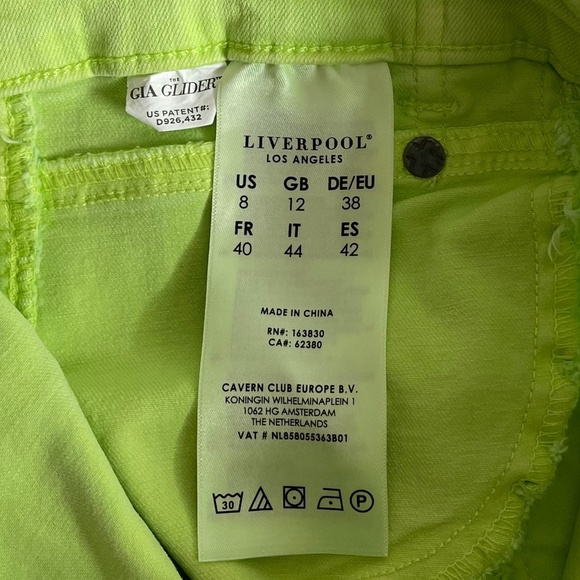 THE
GIA GLIDER™
US PATENT#:
D926,432
LIVERPOOL®
LOS ANGELES
US GB DE/EU
8 12 38
FR IT ES
40 44 42
MADE IN CHINA
RN#: 163830
CA#: 62380
CAVERN CLUB EUROPE B.V.
KONINGIN WILHELMINAPLEIN 1
1062 HG AMSTERDAM
THE NETHERLANDS
VAT # NL858055363B01
30 P